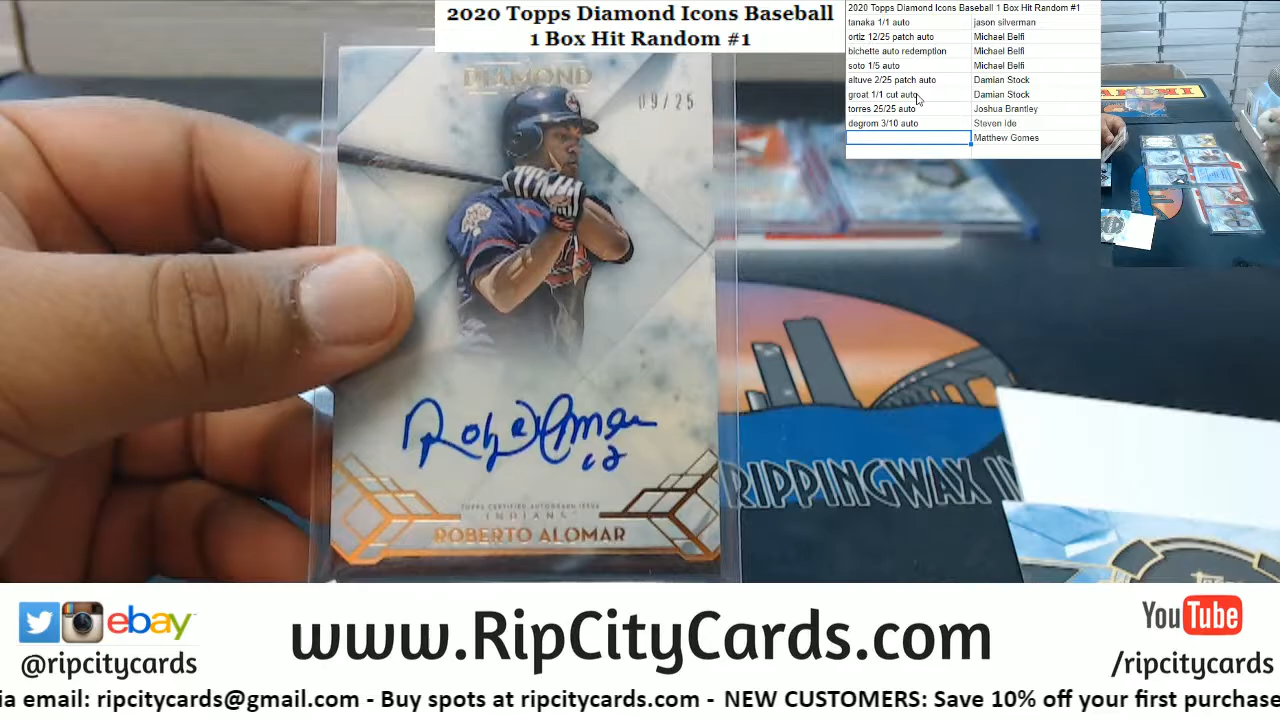 2020 Topps Diamond Icons Baseball
1 Box Hit Random #1
2020 Topps Diamond Icons Baseball 1 Box Hit Random #1
tanaka 1/1 auto jason silverman
ortiz 12/25 patch auto Michael Belfi
bichette auto redemption Michael Belfi
soto 1/5 auto Michael Belfi
altuve 2/25 patch auto Damian Stock
groat 1/1 cut auto Damian Stock
torres 25/25 auto Joshua Brantley
degrom 3/10 auto Steven Ide
Matthew Gomes
DIAMOND
09/25
12
TOPPS CERTIFIED AUTOGRAPH ISSUE
INDIANS
ROBERTO ALOMAR
RIPPINGWAX
ebay
@ripcitycards
www.RipCityCards.com
YouTube
/ripcitycards
ia email: ripcitycards@gmail.com - Buy spots at ripcitycards.com - NEW CUSTOMERS: Save 10% off your first purchase